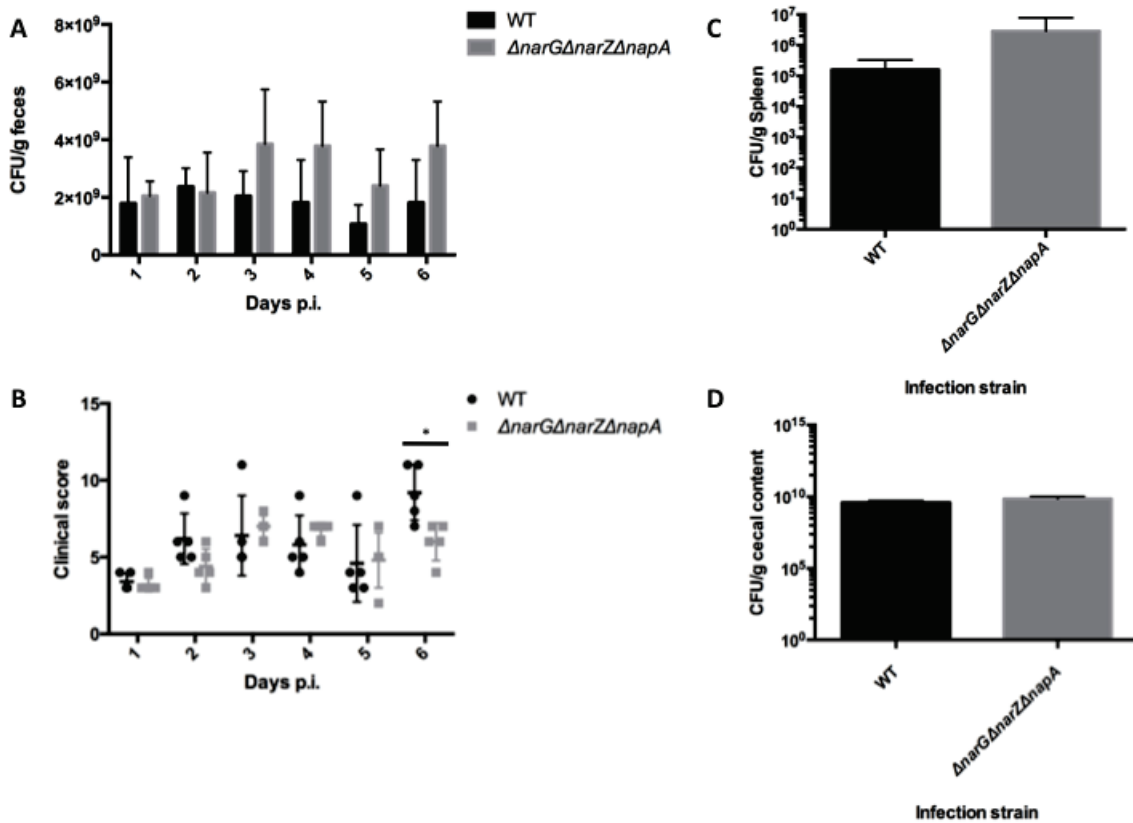 A
8×10⁹
6×10⁹
4×10⁹
2×10⁹
0
CFU/g feces
1 2 3 4 5 6
Days p.i.
WT
ΔnarGΔnarZΔnapA
B
15
10
5
0
Clinical score
1 2 3 4 5 6
Days p.i.
WT
ΔnarGΔnarZΔnapA
*
C
10⁷
10⁶
10⁵
10⁴
10³
10²
10¹
10⁰
CFU/g Spleen
WT
ΔnarGΔnarZΔnapA
Infection strain
D
10¹⁵
10¹⁰
10⁵
10⁰
CFU/g cecal content
WT
ΔnarGΔnarZΔnapA
Infection strain